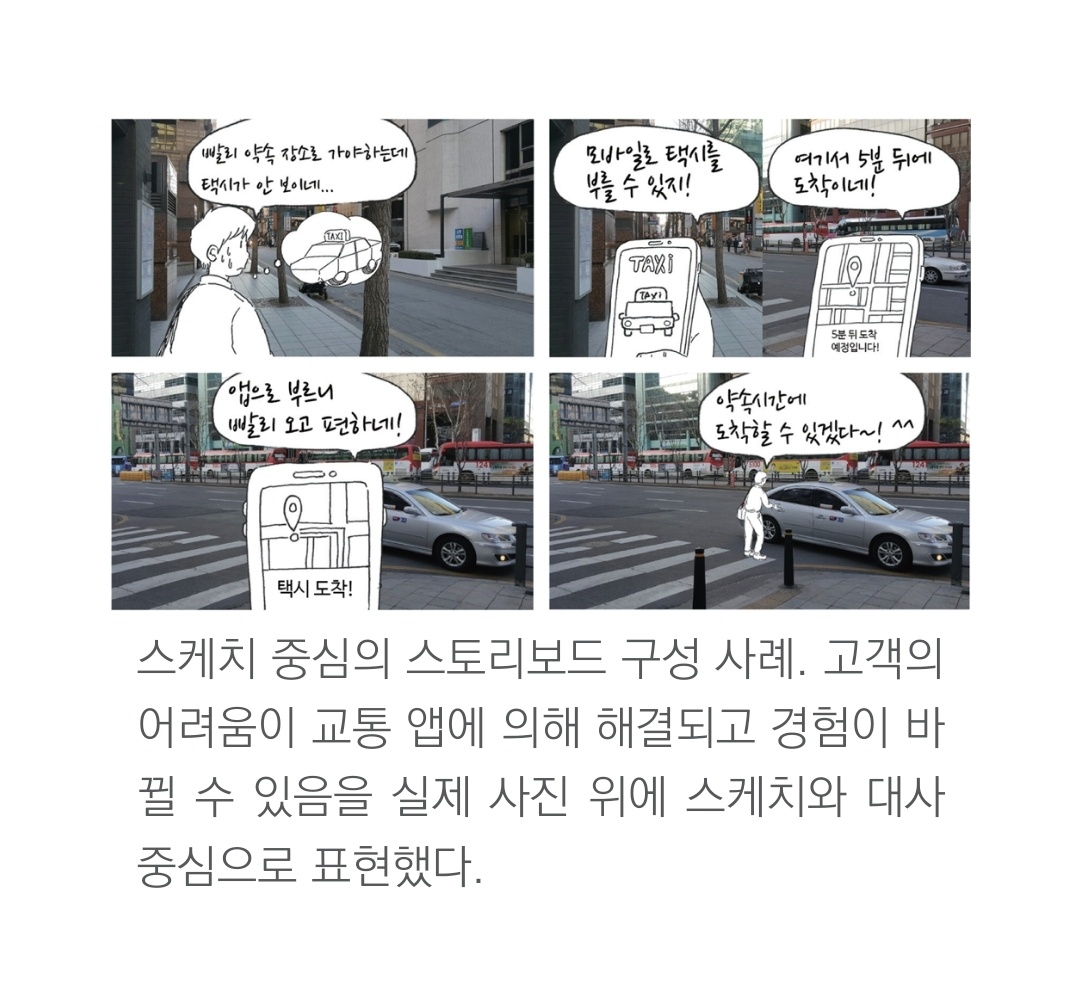 빨리 약속 장소로 가야하는데
택시가 안 보이네...
TAXI
모바일로 택시를
부를 수 있지!
TAXi
TAXI
여기서 5분 뒤에
도착이네!
5분 뒤 도착
예정입니다!
앱으로 부르니
빨리 오고 편하네!
택시 도착!
124
약속시간에
도착할 수 있겠다~! ^^
124
스케치 중심의 스토리보드 구성 사례. 고객의
어려움이 교통 앱에 의해 해결되고 경험이 바
뀔 수 있음을 실제 사진 위에 스케치와 대사
중심으로 표현했다.